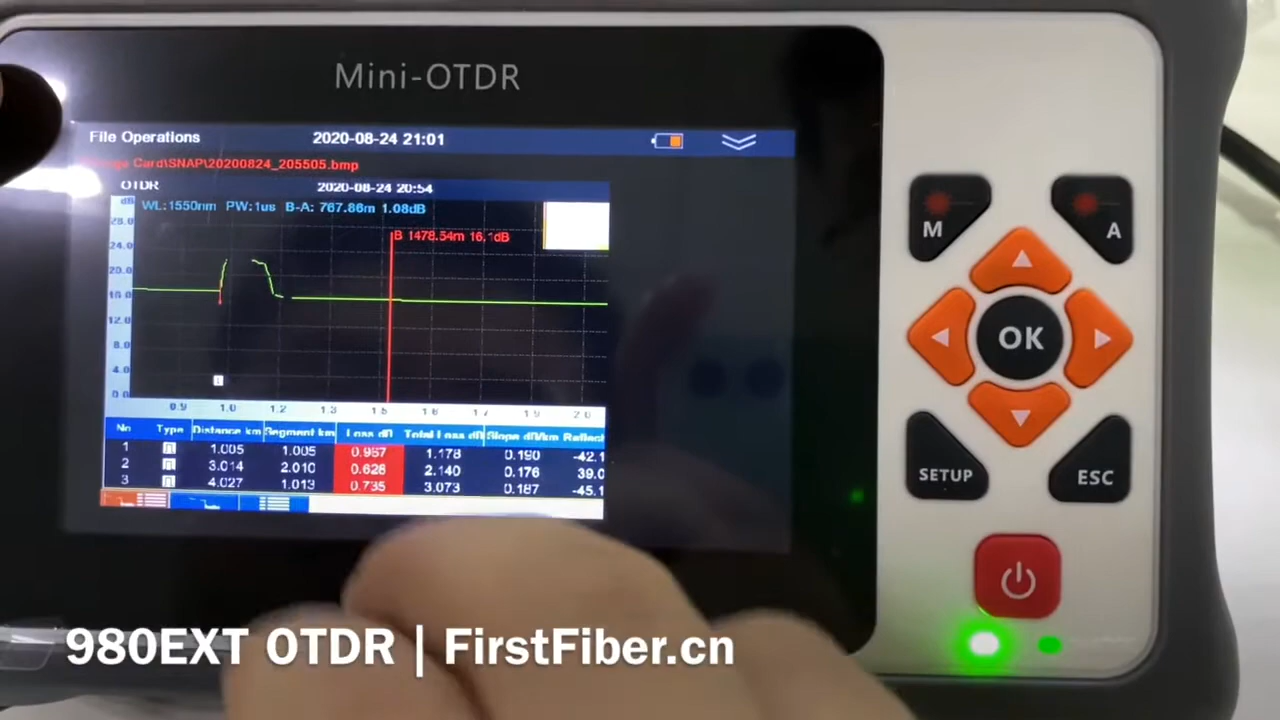 Mini-OTDR
File Operations 2020-08-24 21:01
Card\SNAP\20200824_205505.bmp
OTDR 2020-08-24 20:54
dB WL:1550nm PW:1us B-A: 767.86m 1.08dB
28.0
24.0 B 1478.54m 16.1dB
20.0
16.0
12.0
8.0
4.0
0.0
0.9 1.0 1.2 1.3 1.5 1.6 1.7 1.9 2.0
No Type Distance km Segment km Loss dB Total Loss dB Slope dB/km Reflect
1 1.005 1.005 0.967 1.178 0.190 -42.1
2 3.014 2.010 0.628 2.140 0.176 39.0
3 4.027 1.013 0.735 3.073 0.187 -45.1
M A
OK
SETUP ESC
980EXT OTDR | FirstFiber.cn